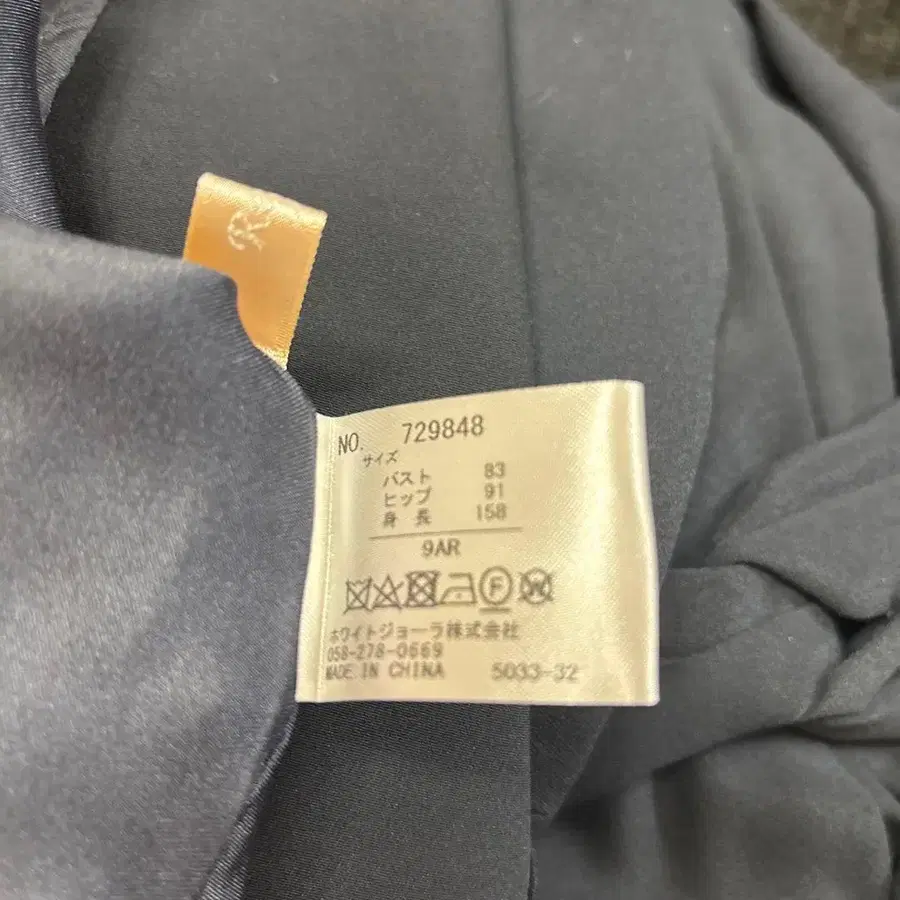 R
NO. 729848
サイズ
バスト 83
ヒップ 91
身長 158
9AR
F W
ホワイトジョーラ株式会社
058-278-0669
MADE IN CHINA 5033-32